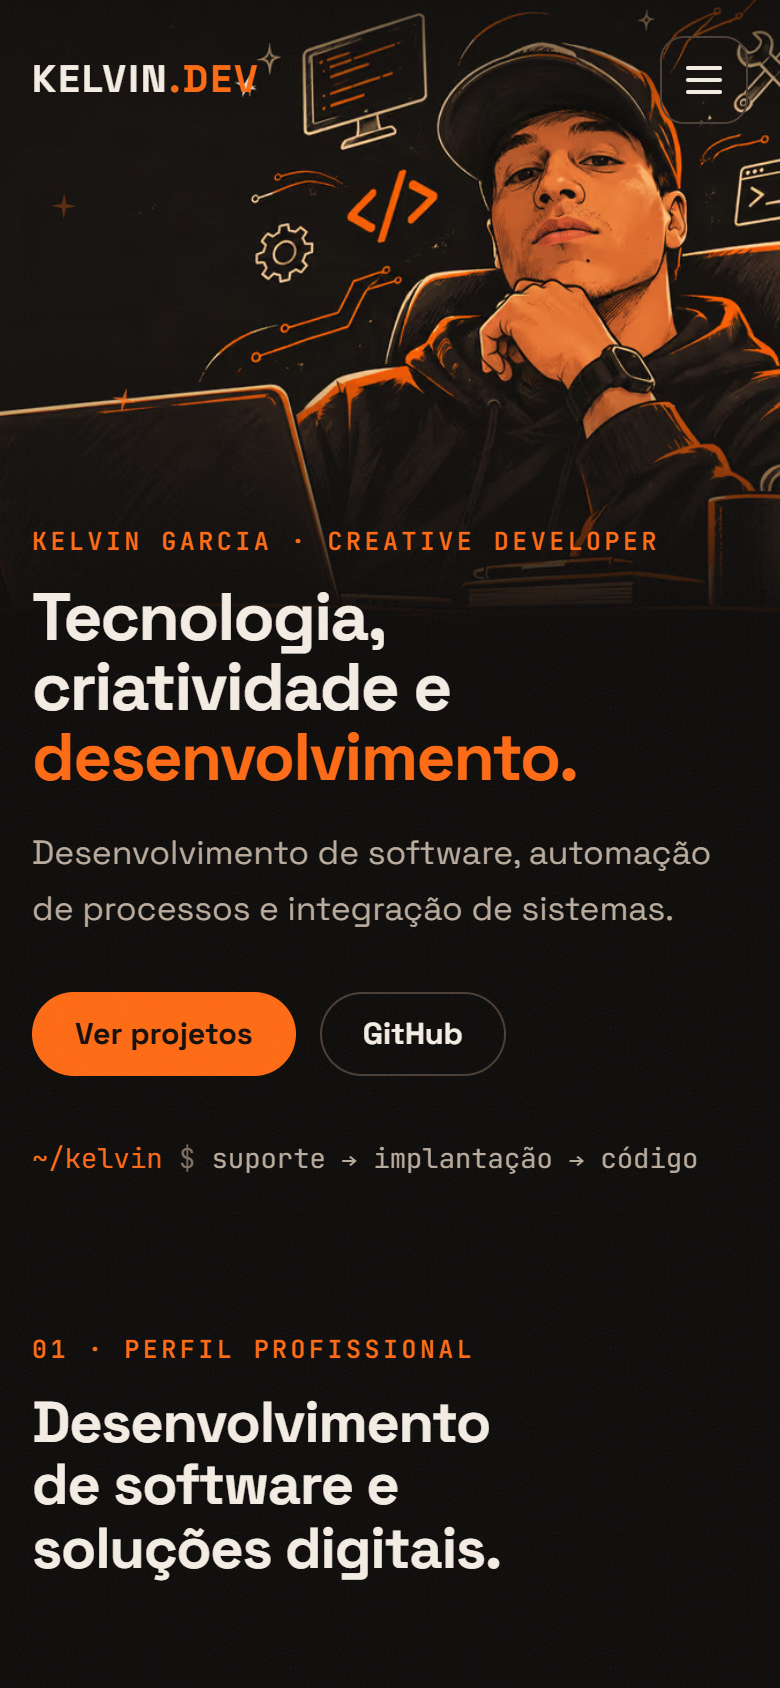 KELVIN.DEV
</>
>_
KELVIN GARCIA · CREATIVE DEVELOPER
Tecnologia,
criatividade e
desenvolvimento.
Desenvolvimento de software, automação
de processos e integração de sistemas.
Ver projetos
GitHub
~/kelvin $ suporte → implantação → código
01 · PERFIL PROFISSIONAL
Desenvolvimento
de software e
soluções digitais.